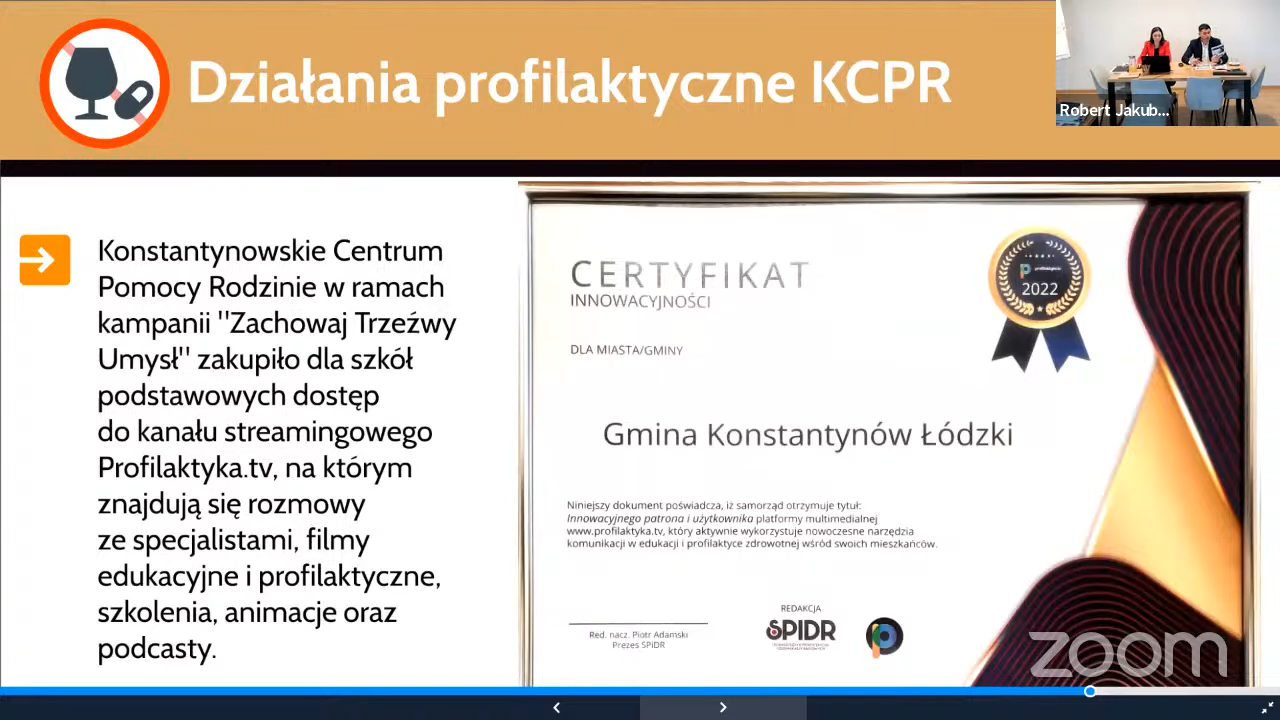 Działania profilaktyczne KCPR
Robert Jakub...
Konstantynowskie Centrum
Pomocy Rodzinie w ramach
kampanii "Zachowaj Trzeźwy
Umysł" zakupiło dla szkół
podstawowych dostęp
do kanału streamingowego
Profilaktyka.tv, na którym
znajdują się rozmowy
ze specjalistami, filmy
edukacyjne i profilaktyczne,
szkolenia, animacje oraz
podcasty.
CERTYFIKAT
INNOWACYJNOŚCI
DLA MIASTA/GMINY
2022
Gmina Konstantynów Łódzki
Niniejszy dokument poświadcza, iż samorząd otrzymuje tytuł:
Innowacyjnego patrona i użytkownika platformy multimedialnej
www.profilaktyka.tv, który aktywnie wykorzystuje nowoczesne narzędzia
komunikacji w edukacji i profilaktyce zdrowotnej wśród swoich mieszkańców.
Red. nacz. Piotr Adamski
Prezes SPiDR
REDAKCJA
SPIDR
zoom